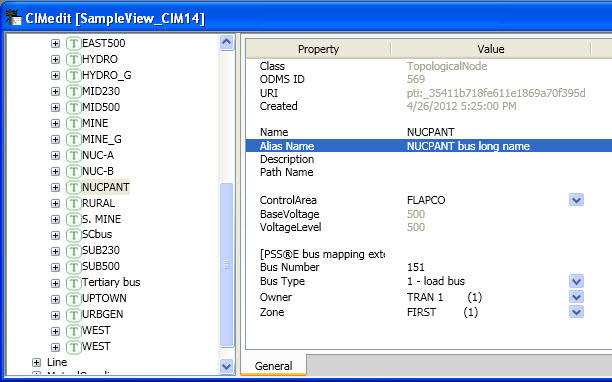 CIMedit [SampleView_CIM14]
EAST500
HYDRO
HYDRO_G
MID230
MID500
MINE
MINE_G
NUC-A
NUC-B
NUCPANT
RURAL
S. MINE
SCbus
SUB230
SUB500
Tertiary bus
UPTOWN
URBGEN
WEST
WEST
Line
Property Value
Class TopologicalNode
ODMS ID 569
URI pti:_35411b718fe611e1869a70f395d
Created 4/26/2012 5:25:00 PM
Name NUCPANT
Alias Name NUCPANT bus long name
Description
Path Name
ControlArea FLAPCO
BaseVoltage 500
VoltageLevel 500
[PSS®E bus mapping exte
Bus Number 151
Bus Type 1 - load bus
Owner TRAN 1 (1)
Zone FIRST (1)
General